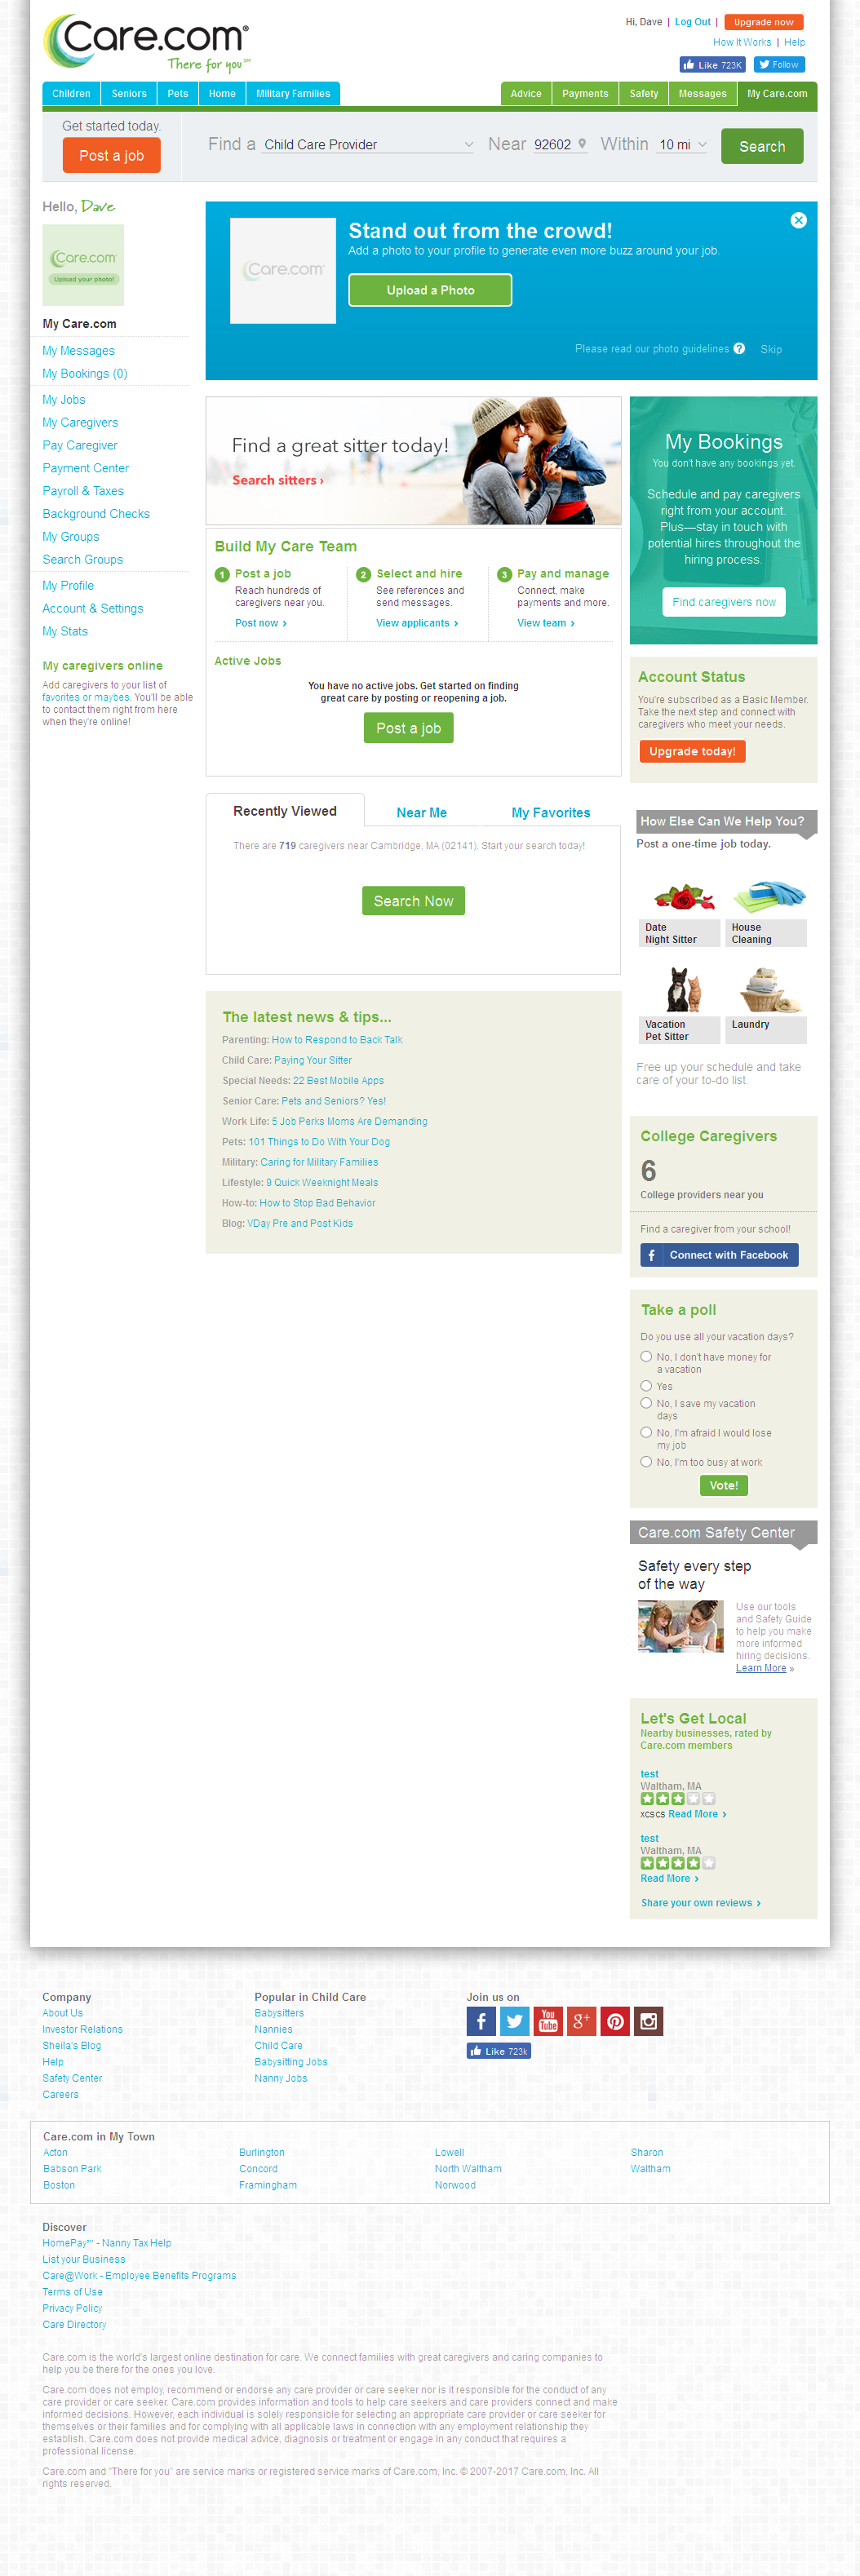 Care.com®
There for you℠
Hi, Dave | Log Out | Upgrade now
How It Works | Help
Like 723K Follow
Children Seniors Pets Home Military Families
Advice Payments Safety Messages My Care.com
Get started today.
Post a job
Find a Child Care Provider Near 92602 Within 10 mi Search
Hello, Dave
Care.com
Upload your photo!
My Care.com
My Messages
My Bookings (0)
My Jobs
My Caregivers
Pay Caregiver
Payment Center
Payroll & Taxes
Background Checks
My Groups
Search Groups
My Profile
Account & Settings
My Stats
My caregivers online
Add caregivers to your list of
favorites or maybes. You'll be able
to contact them right from here
when they're online!
Care.com
Stand out from the crowd!
Add a photo to your profile to generate even more buzz around your job.
Upload a Photo
Please read our photo guidelines ? Skip
Find a great sitter today!
Search sitters ›
Build My Care Team
1 Post a job
Reach hundreds of
caregivers near you.
Post now ›
2 Select and hire
See references and
send messages.
View applicants ›
3 Pay and manage
Connect, make
payments and more.
View team ›
Active Jobs
You have no active jobs. Get started on finding
great care by posting or reopening a job.
Post a job
Recently Viewed Near Me My Favorites
There are 719 caregivers near Cambridge, MA (02141). Start your search today!
Search Now
The latest news & tips...
Parenting: How to Respond to Back Talk
Child Care: Paying Your Sitter
Special Needs: 22 Best Mobile Apps
Senior Care: Pets and Seniors? Yes!
Work Life: 5 Job Perks Moms Are Demanding
Pets: 101 Things to Do With Your Dog
Military: Caring for Military Families
Lifestyle: 9 Quick Weeknight Meals
How-to: How to Stop Bad Behavior
Blog: VDay Pre and Post Kids
My Bookings
You don't have any bookings yet.
Schedule and pay caregivers
right from your account.
Plus—stay in touch with
potential hires throughout the
hiring process.
Find caregivers now
Account Status
You're subscribed as a Basic Member.
Take the next step and connect with
caregivers who meet your needs.
Upgrade today!
How Else Can We Help You?
Post a one-time job today.
Date
Night Sitter
House
Cleaning
Vacation
Pet Sitter
Laundry
Free up your schedule and take
care of your to-do list.
College Caregivers
6
College providers near you
Find a caregiver from your school!
f Connect with Facebook
Take a poll
Do you use all your vacation days?
No, I don't have money for
a vacation
Yes
No, I save my vacation
days
No, I'm afraid I would lose
my job
No, I'm too busy at work
Vote!
Care.com Safety Center
Safety every step
of the way
Use our tools
and Safety Guide
to help you make
more informed
hiring decisions.
Learn More »
Let's Get Local
Nearby businesses, rated by
Care.com members
test
Waltham, MA
xcscs Read More ›
test
Waltham, MA
Read More ›
Share your own reviews ›
Company
About Us
Investor Relations
Sheila's Blog
Help
Safety Center
Careers
Popular in Child Care
Babysitters
Nannies
Child Care
Babysitting Jobs
Nanny Jobs
Join us on
f You Tube g+
Like 723k
Care.com in My Town
Acton Burlington Lowell Sharon
Babson Park Concord North Waltham Waltham
Boston Framingham Norwood
Discover
HomePay™ - Nanny Tax Help
List your Business
Care@Work - Employee Benefits Programs
Terms of Use
Privacy Policy
Care Directory
Care.com is the world's largest online destination for care. We connect families with great caregivers and caring companies to
help you be there for the ones you love.
Care.com does not employ, recommend or endorse any care provider or care seeker nor is it responsible for the conduct of any
care provider or care seeker. Care.com provides information and tools to help care seekers and care providers connect and make
informed decisions. However, each individual is solely responsible for selecting an appropriate care provider or care seeker for
themselves or their families and for complying with all applicable laws in connection with any employment relationship they
establish. Care.com does not provide medical advice, diagnosis or treatment or engage in any conduct that requires a
professional license.
Care.com and "There for you" are service marks or registered service marks of Care.com, Inc. © 2007-2017 Care.com, Inc. All
rights reserved.